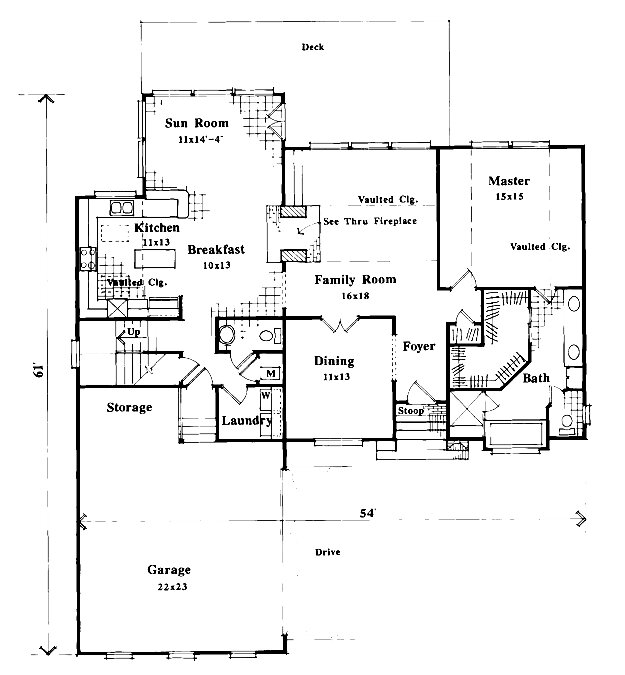 Deck
Sun Room
11x14'-4'
Master
15x15
Vaulted Clg.
See Thru Fireplace
Kitchen
11x13
Breakfast
10x13
Vaulted Clg.
Vaulted Clg.
Family Room
16x18
Up
Foyer
Dining
11x13
M
Bath
W
Storage
Laundry
Stoop
61'
54'
Drive
Garage
22x23